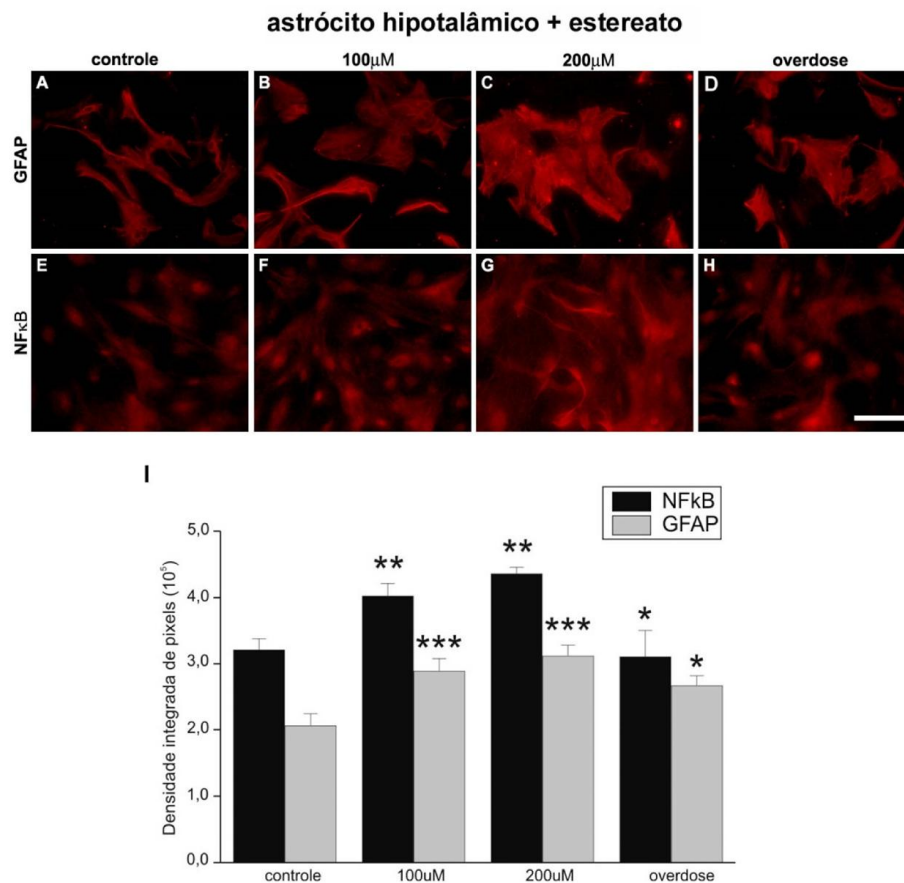 astrócito hipotalâmico + estereato
controle 100µM 200µM overdose
A B C D
GFAP
E F G H
NFκB
I
NFkB
GFAP
Densidade integrada de pixels (10⁵)
5,0
4,0
3,0
2,0
1,0
0,0
** *** ** *** * *
controle 100uM 200uM overdose